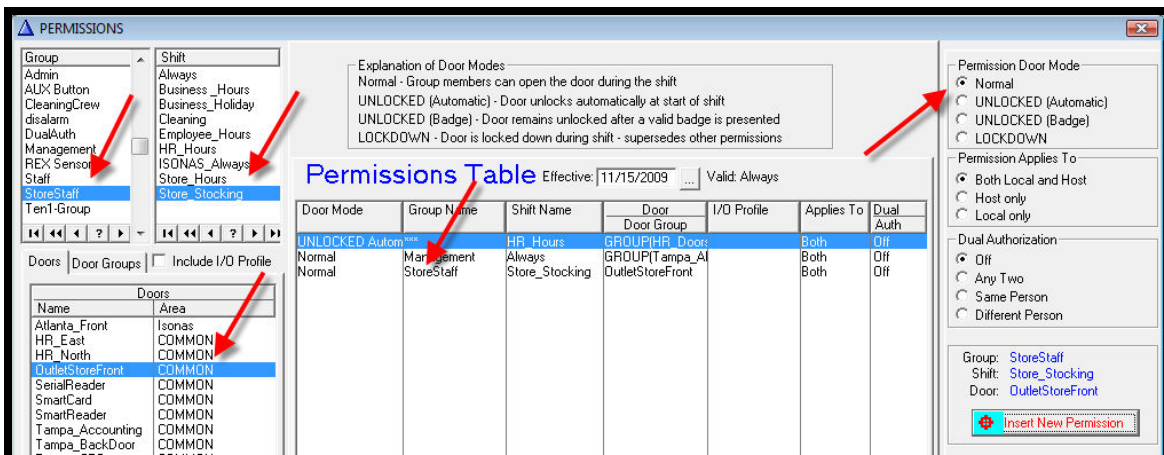 PERMISSIONS
Group
Admin
AUX Button
CleaningCrew
disalarm
DualAuth
Management
REX Sensor
Staff
StoreStaff
Ten1-Group
Shift
Always
Business _Hours
Business_Holiday
Cleaning
Employee_Hours
HR_Hours
ISONAS_Always
Store_Hours
Store_Stocking
Explanation of Door Modes
Normal - Group members can open the door during the shift
UNLOCKED (Automatic) - Door unlocks automatically at start of shift
UNLOCKED (Badge) - Door remains unlocked after a valid badge is presented
LOCKDOWN - Door is locked down during shift - supersedes other permissions
Permissions Table Effective: 11/15/2009 ... Valid: Always
Door Mode Group Name Shift Name Door I/O Profile Applies To Dual
Door Group Auth
UNLOCKED Autom *** HR_Hours GROUP(HR_Doors Both Off
Normal Management Always GROUP(Tampa_Al Both Off
Normal StoreStaff Store_Stocking OutletStoreFront Both Off
Doors Door Groups Include I/O Profile
Doors
Name Area
Atlanta_Front Isonas
HR_East COMMON
HR_North COMMON
OutletStoreFront COMMON
SerialReader COMMON
SmartCard COMMON
SmartReader COMMON
Tampa_Accounting COMMON
Tampa_BackDoor COMMON
Permission Door Mode
Normal
UNLOCKED (Automatic)
UNLOCKED (Badge)
LOCKDOWN
Permission Applies To
Both Local and Host
Host only
Local only
Dual Authorization
Off
Any Two
Same Person
Different Person
Group: StoreStaff
Shift: Store_Stocking
Door: OutletStoreFront
Insert New Permission